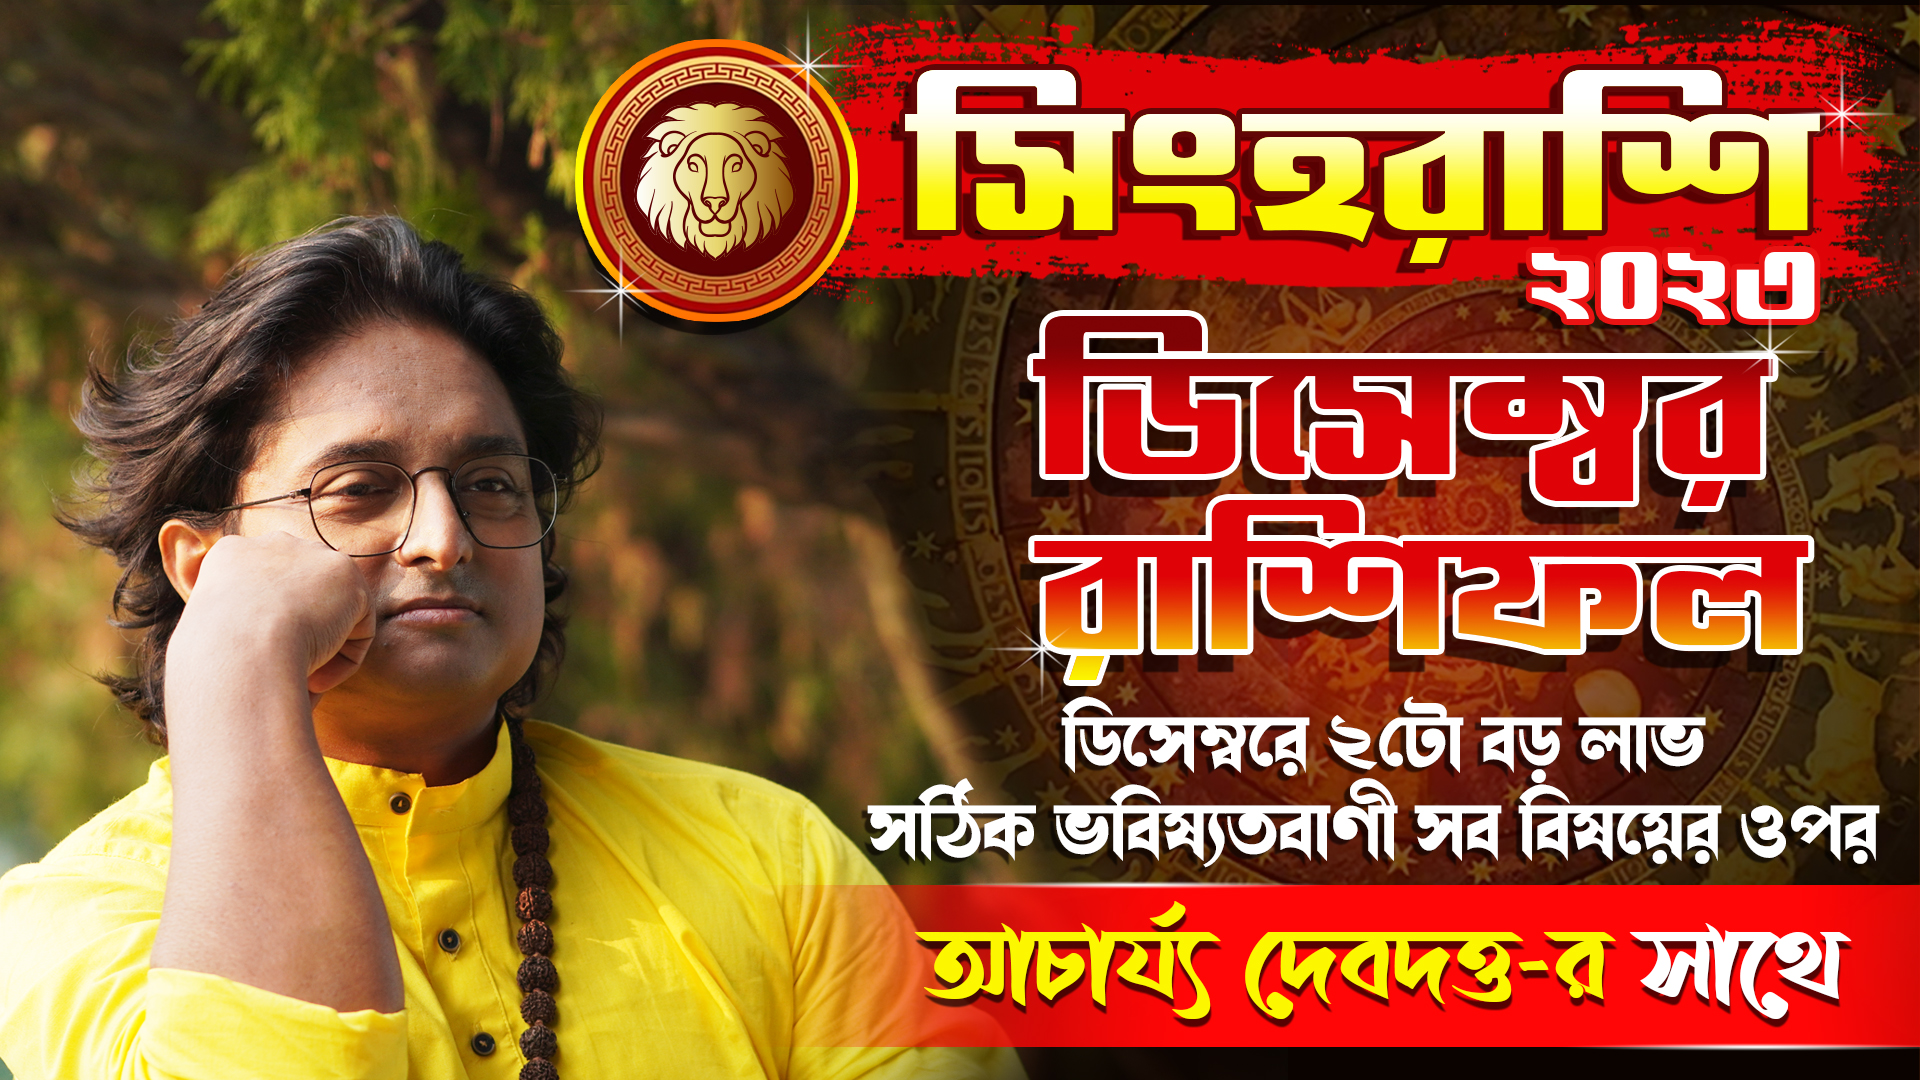 সিংহরাশি
২০২৩
ডিসেম্বর
রাশিফল
ডিসেম্বরে ২টো বড় লাভ
সঠিক ভবিষ্যতবাণী সব বিষয়ের ওপর
আচার্য্য দেবদত্ত-র সাথে